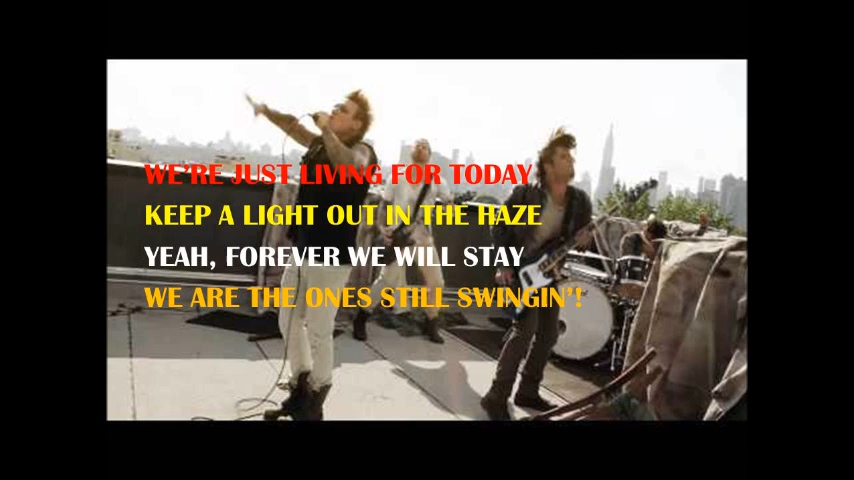 WE'RE JUST LIVING FOR TODAY
KEEP A LIGHT OUT IN THE HAZE
YEAH, FOREVER WE WILL STAY
WE ARE THE ONES STILL SWINGIN'!